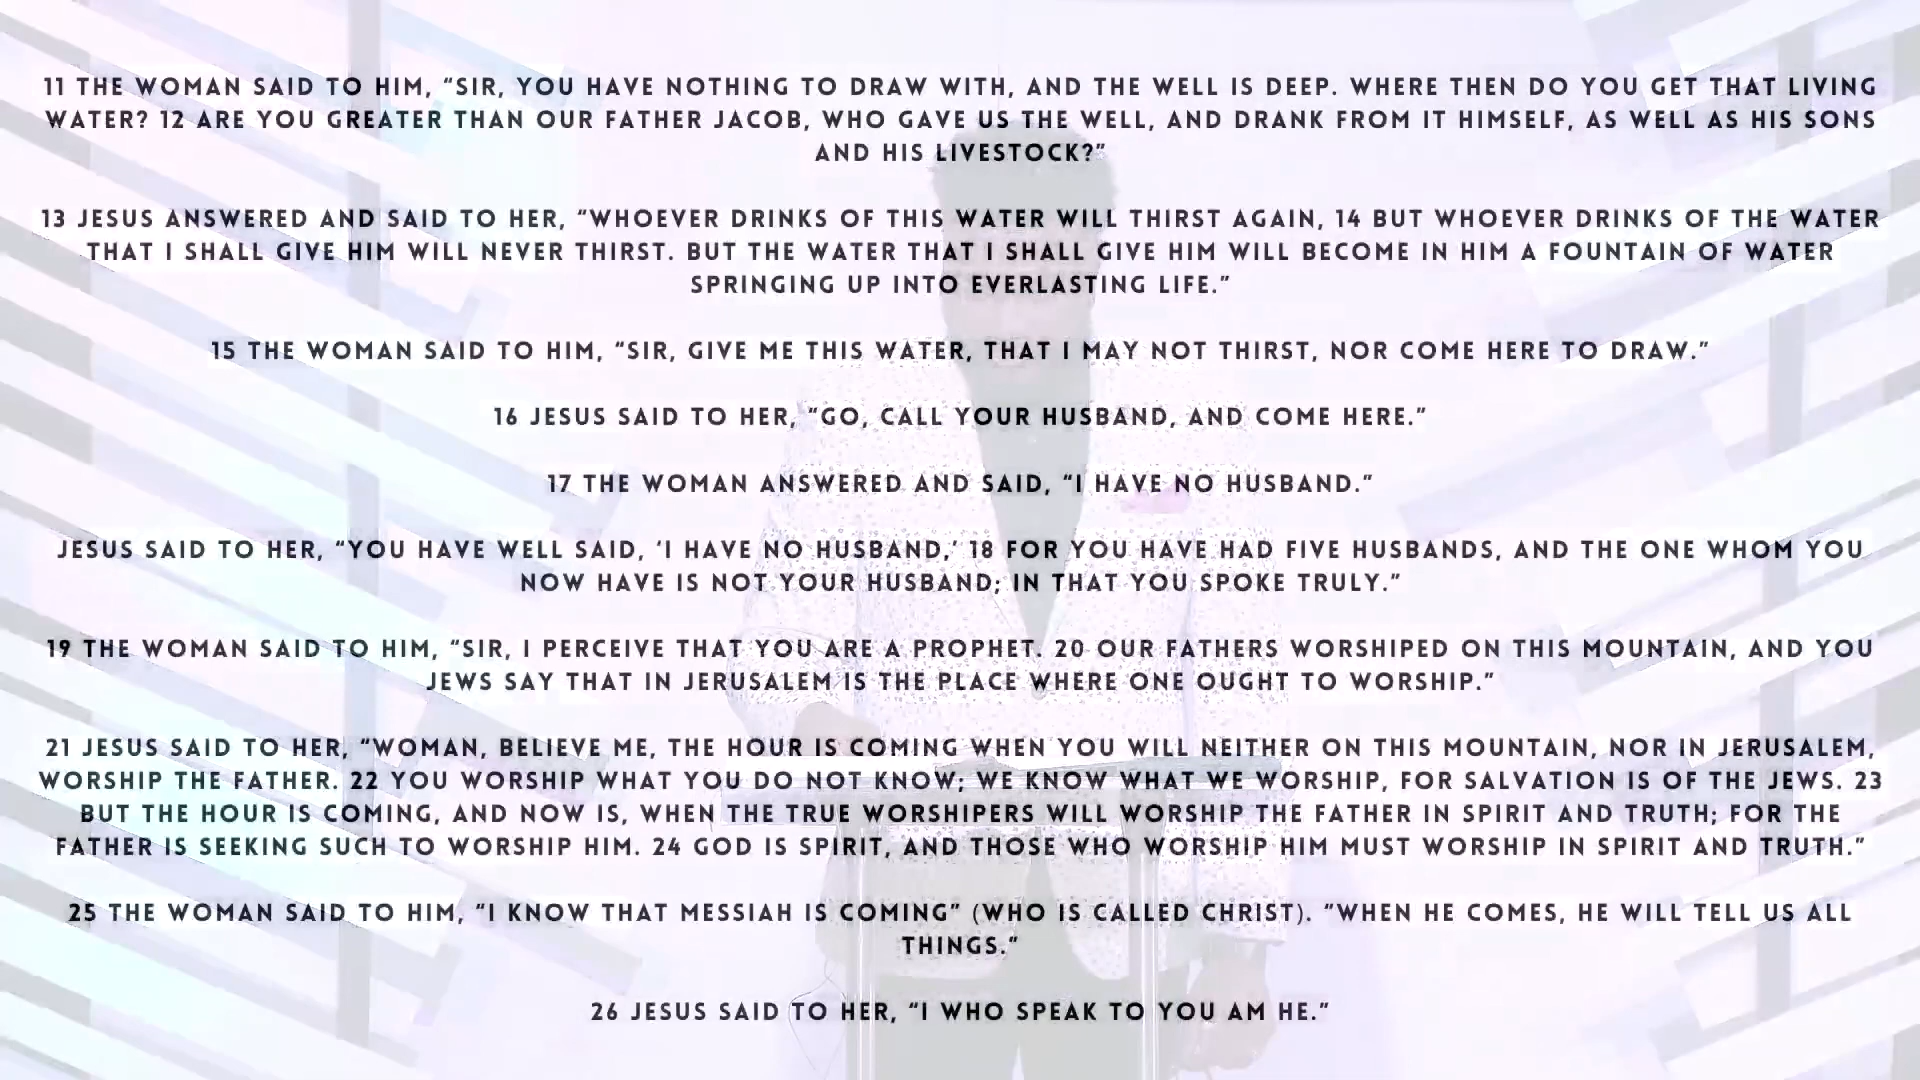 11 THE WOMAN SAID TO HIM, “SIR, YOU HAVE NOTHING TO DRAW WITH, AND THE WELL IS DEEP. WHERE THEN DO YOU GET THAT LIVING
WATER? 12 ARE YOU GREATER THAN OUR FATHER JACOB, WHO GAVE US THE WELL, AND DRANK FROM IT HIMSELF, AS WELL AS HIS SONS
AND HIS LIVESTOCK?”
13 JESUS ANSWERED AND SAID TO HER, “WHOEVER DRINKS OF THIS WATER WILL THIRST AGAIN, 14 BUT WHOEVER DRINKS OF THE WATER
THAT I SHALL GIVE HIM WILL NEVER THIRST. BUT THE WATER THAT I SHALL GIVE HIM WILL BECOME IN HIM A FOUNTAIN OF WATER
SPRINGING UP INTO EVERLASTING LIFE.”
15 THE WOMAN SAID TO HIM, “SIR, GIVE ME THIS WATER, THAT I MAY NOT THIRST, NOR COME HERE TO DRAW.”
16 JESUS SAID TO HER, “GO, CALL YOUR HUSBAND, AND COME HERE.”
17 THE WOMAN ANSWERED AND SAID, “I HAVE NO HUSBAND.”
JESUS SAID TO HER, “YOU HAVE WELL SAID, ‘I HAVE NO HUSBAND,’ 18 FOR YOU HAVE HAD FIVE HUSBANDS, AND THE ONE WHOM YOU
NOW HAVE IS NOT YOUR HUSBAND; IN THAT YOU SPOKE TRULY.”
19 THE WOMAN SAID TO HIM, “SIR, I PERCEIVE THAT YOU ARE A PROPHET. 20 OUR FATHERS WORSHIPED ON THIS MOUNTAIN, AND YOU
JEWS SAY THAT IN JERUSALEM IS THE PLACE WHERE ONE OUGHT TO WORSHIP.”
21 JESUS SAID TO HER, “WOMAN, BELIEVE ME, THE HOUR IS COMING WHEN YOU WILL NEITHER ON THIS MOUNTAIN, NOR IN JERUSALEM,
WORSHIP THE FATHER. 22 YOU WORSHIP WHAT YOU DO NOT KNOW; WE KNOW WHAT WE WORSHIP, FOR SALVATION IS OF THE JEWS. 23
BUT THE HOUR IS COMING, AND NOW IS, WHEN THE TRUE WORSHIPERS WILL WORSHIP THE FATHER IN SPIRIT AND TRUTH; FOR THE
FATHER IS SEEKING SUCH TO WORSHIP HIM. 24 GOD IS SPIRIT, AND THOSE WHO WORSHIP HIM MUST WORSHIP IN SPIRIT AND TRUTH.”
25 THE WOMAN SAID TO HIM, “I KNOW THAT MESSIAH IS COMING” (WHO IS CALLED CHRIST). “WHEN HE COMES, HE WILL TELL US ALL
THINGS.”
26 JESUS SAID TO HER, “I WHO SPEAK TO YOU AM HE.”